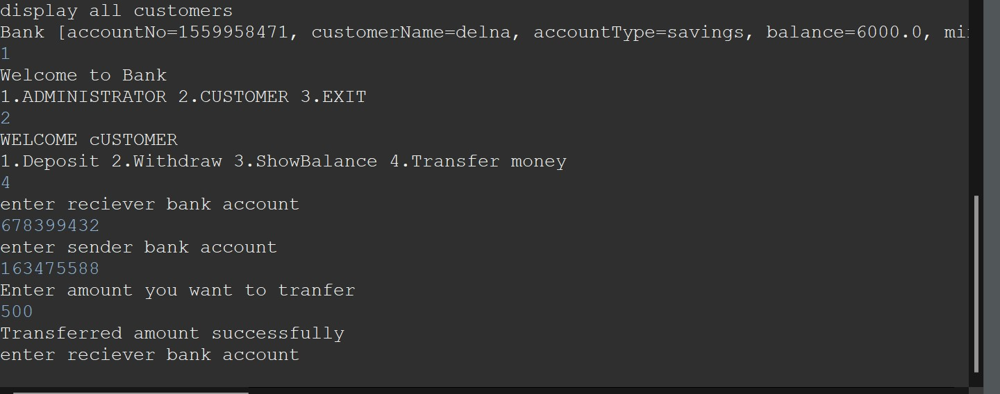 display all customers
Bank [accountNo=1559958471, customerName=delna, accountType=savings, balance=6000.0,
1
Welcome to Bank
1.ADMINISTRATOR 2.CUSTOMER 3.EXIT
2
WELCOME cUSTOMER
1.Deposit 2.Withdraw 3.ShowBalance 4.Transfer money
4
enter reciever bank account
678399432
enter sender bank account
163475588
Enter amount you want to tranfer
500
Transferred amount successfully
enter reciever bank account